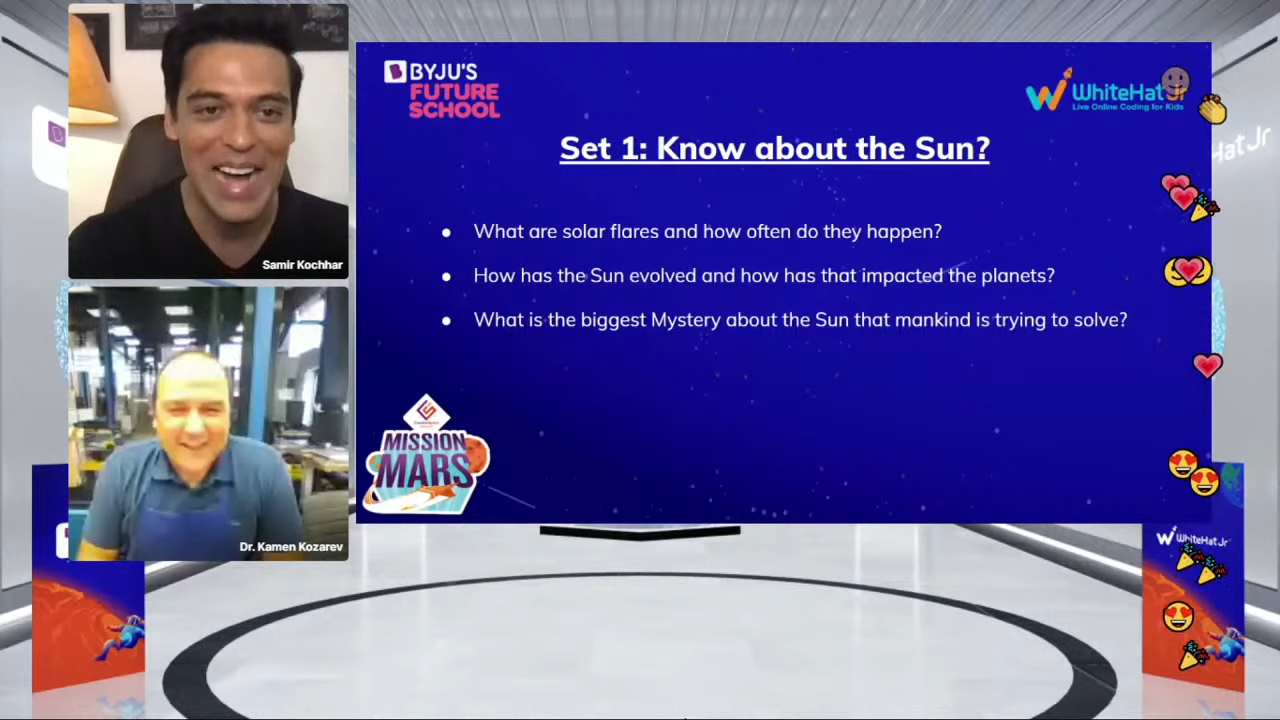 BYJU'S
FUTURE
SCHOOL
WhiteHat Jr
Live Online Coding for Kids
Set 1: Know about the Sun?
• What are solar flares and how often do they happen?
• How has the Sun evolved and how has that impacted the planets?
• What is the biggest Mystery about the Sun that mankind is trying to solve?
MISSION
MARS
Samir Kochhar
Dr. Kamen Kozarev
hatJr
WhiteHatJr